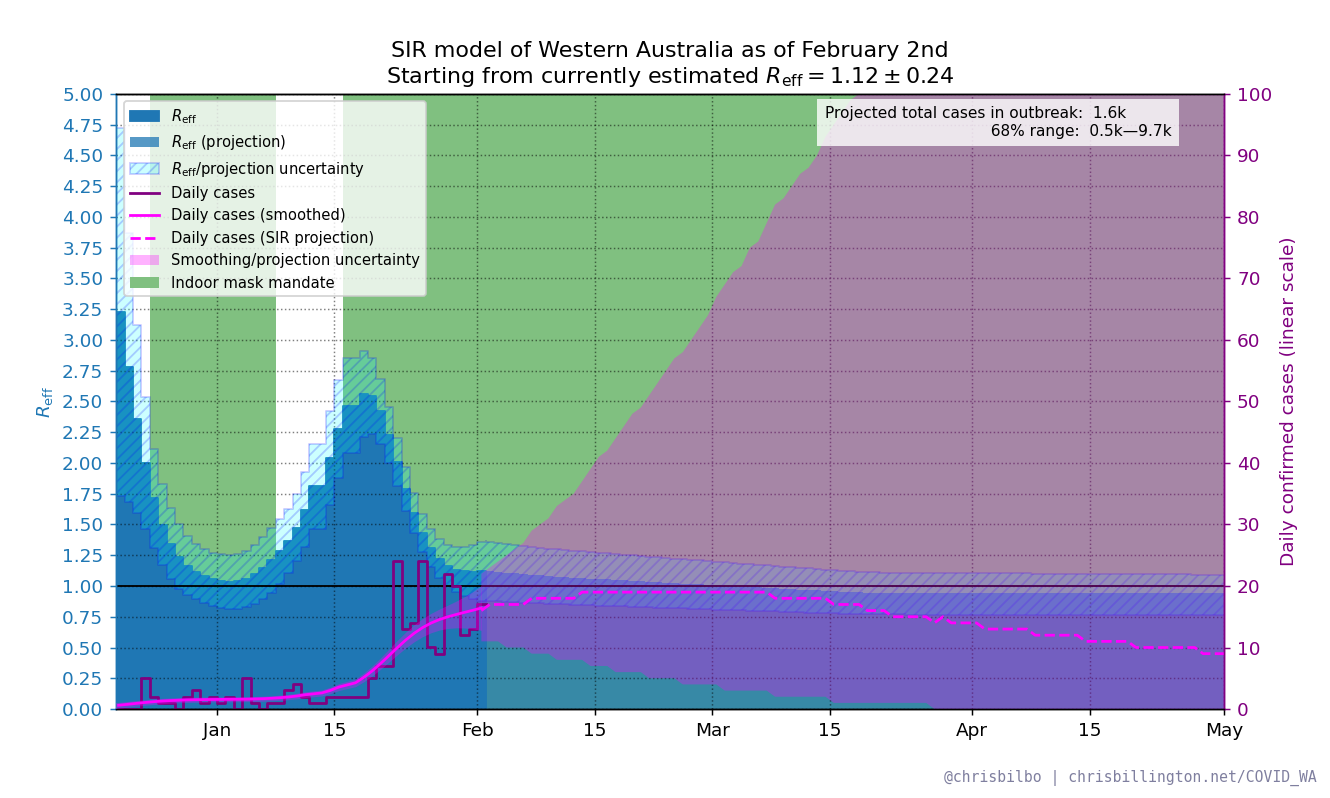 SIR model of Western Australia as of February 2nd
Starting from currently estimated R_eff = 1.12 ± 0.24
R_eff
R_eff (projection)
R_eff/projection uncertainty
Daily cases
Daily cases (smoothed)
Daily cases (SIR projection)
Smoothing/projection uncertainty
Indoor mask mandate
Projected total cases in outbreak: 1.6k
68% range: 0.5k—9.7k
5.00
4.75
4.50
4.25
4.00
3.75
3.50
3.25
3.00
2.75
2.50
2.25
2.00
1.75
1.50
1.25
1.00
0.75
0.50
0.25
0.00
R_eff
100
90
80
70
60
50
40
30
20
10
0
Daily confirmed cases (linear scale)
Jan 15 Feb 15 Mar 15 Apr 15 May
@chrisbilbo | chrisbillington.net/COVID_WA